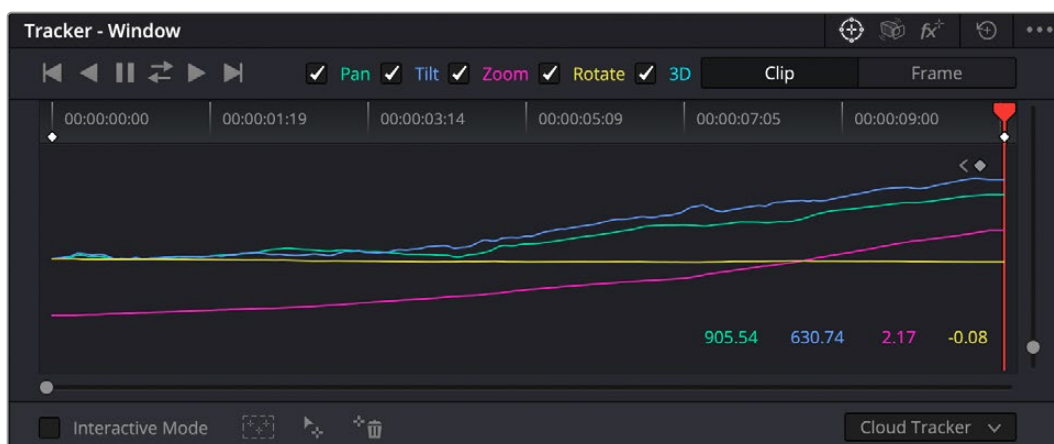 Tracker - Window
Pan Tilt Zoom Rotate 3D Clip Frame
00:00:00:00 00:00:01:19 00:00:03:14 00:00:05:09 00:00:07:05 00:00:09:00
905.54 630.74 2.17 -0.08
Interactive Mode Cloud Tracker